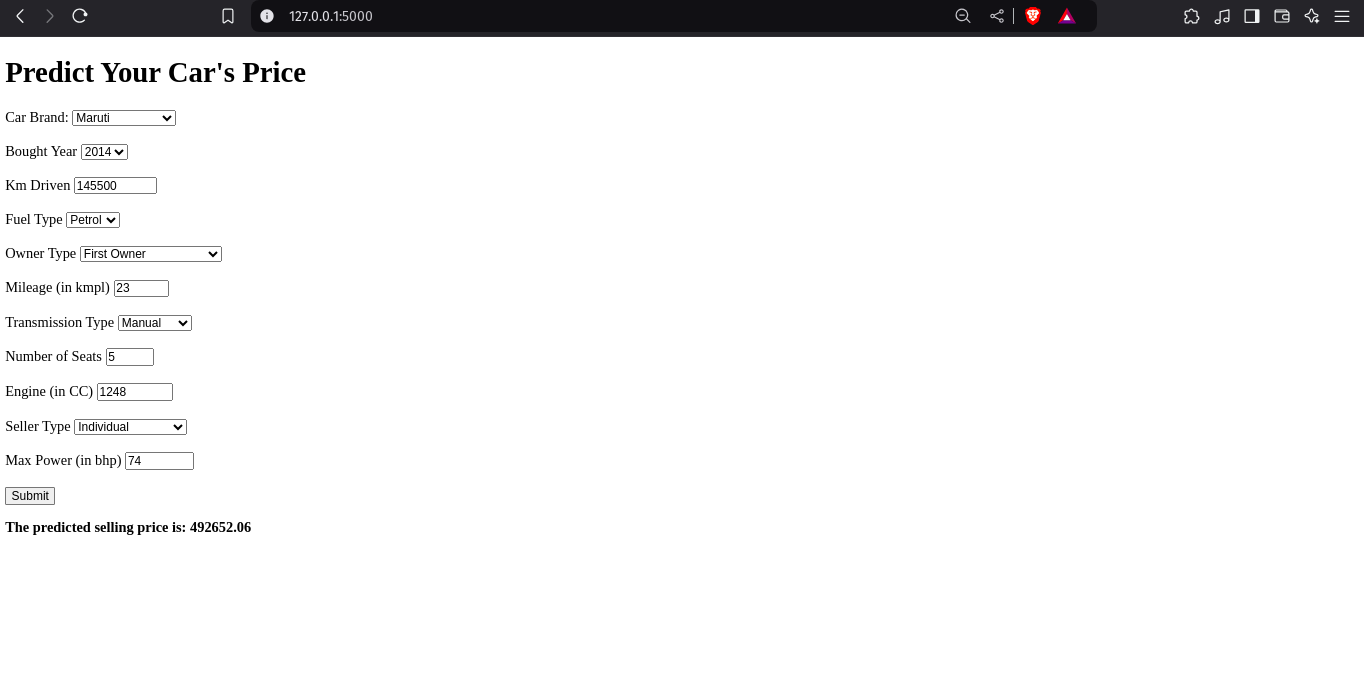 127.0.0.1:5000
Predict Your Car's Price
Car Brand: Maruti
Bought Year 2014
Km Driven 145500
Fuel Type Petrol
Owner Type First Owner
Mileage (in kmpl) 23
Transmission Type Manual
Number of Seats 5
Engine (in CC) 1248
Seller Type Individual
Max Power (in bhp) 74
Submit
The predicted selling price is: 492652.06